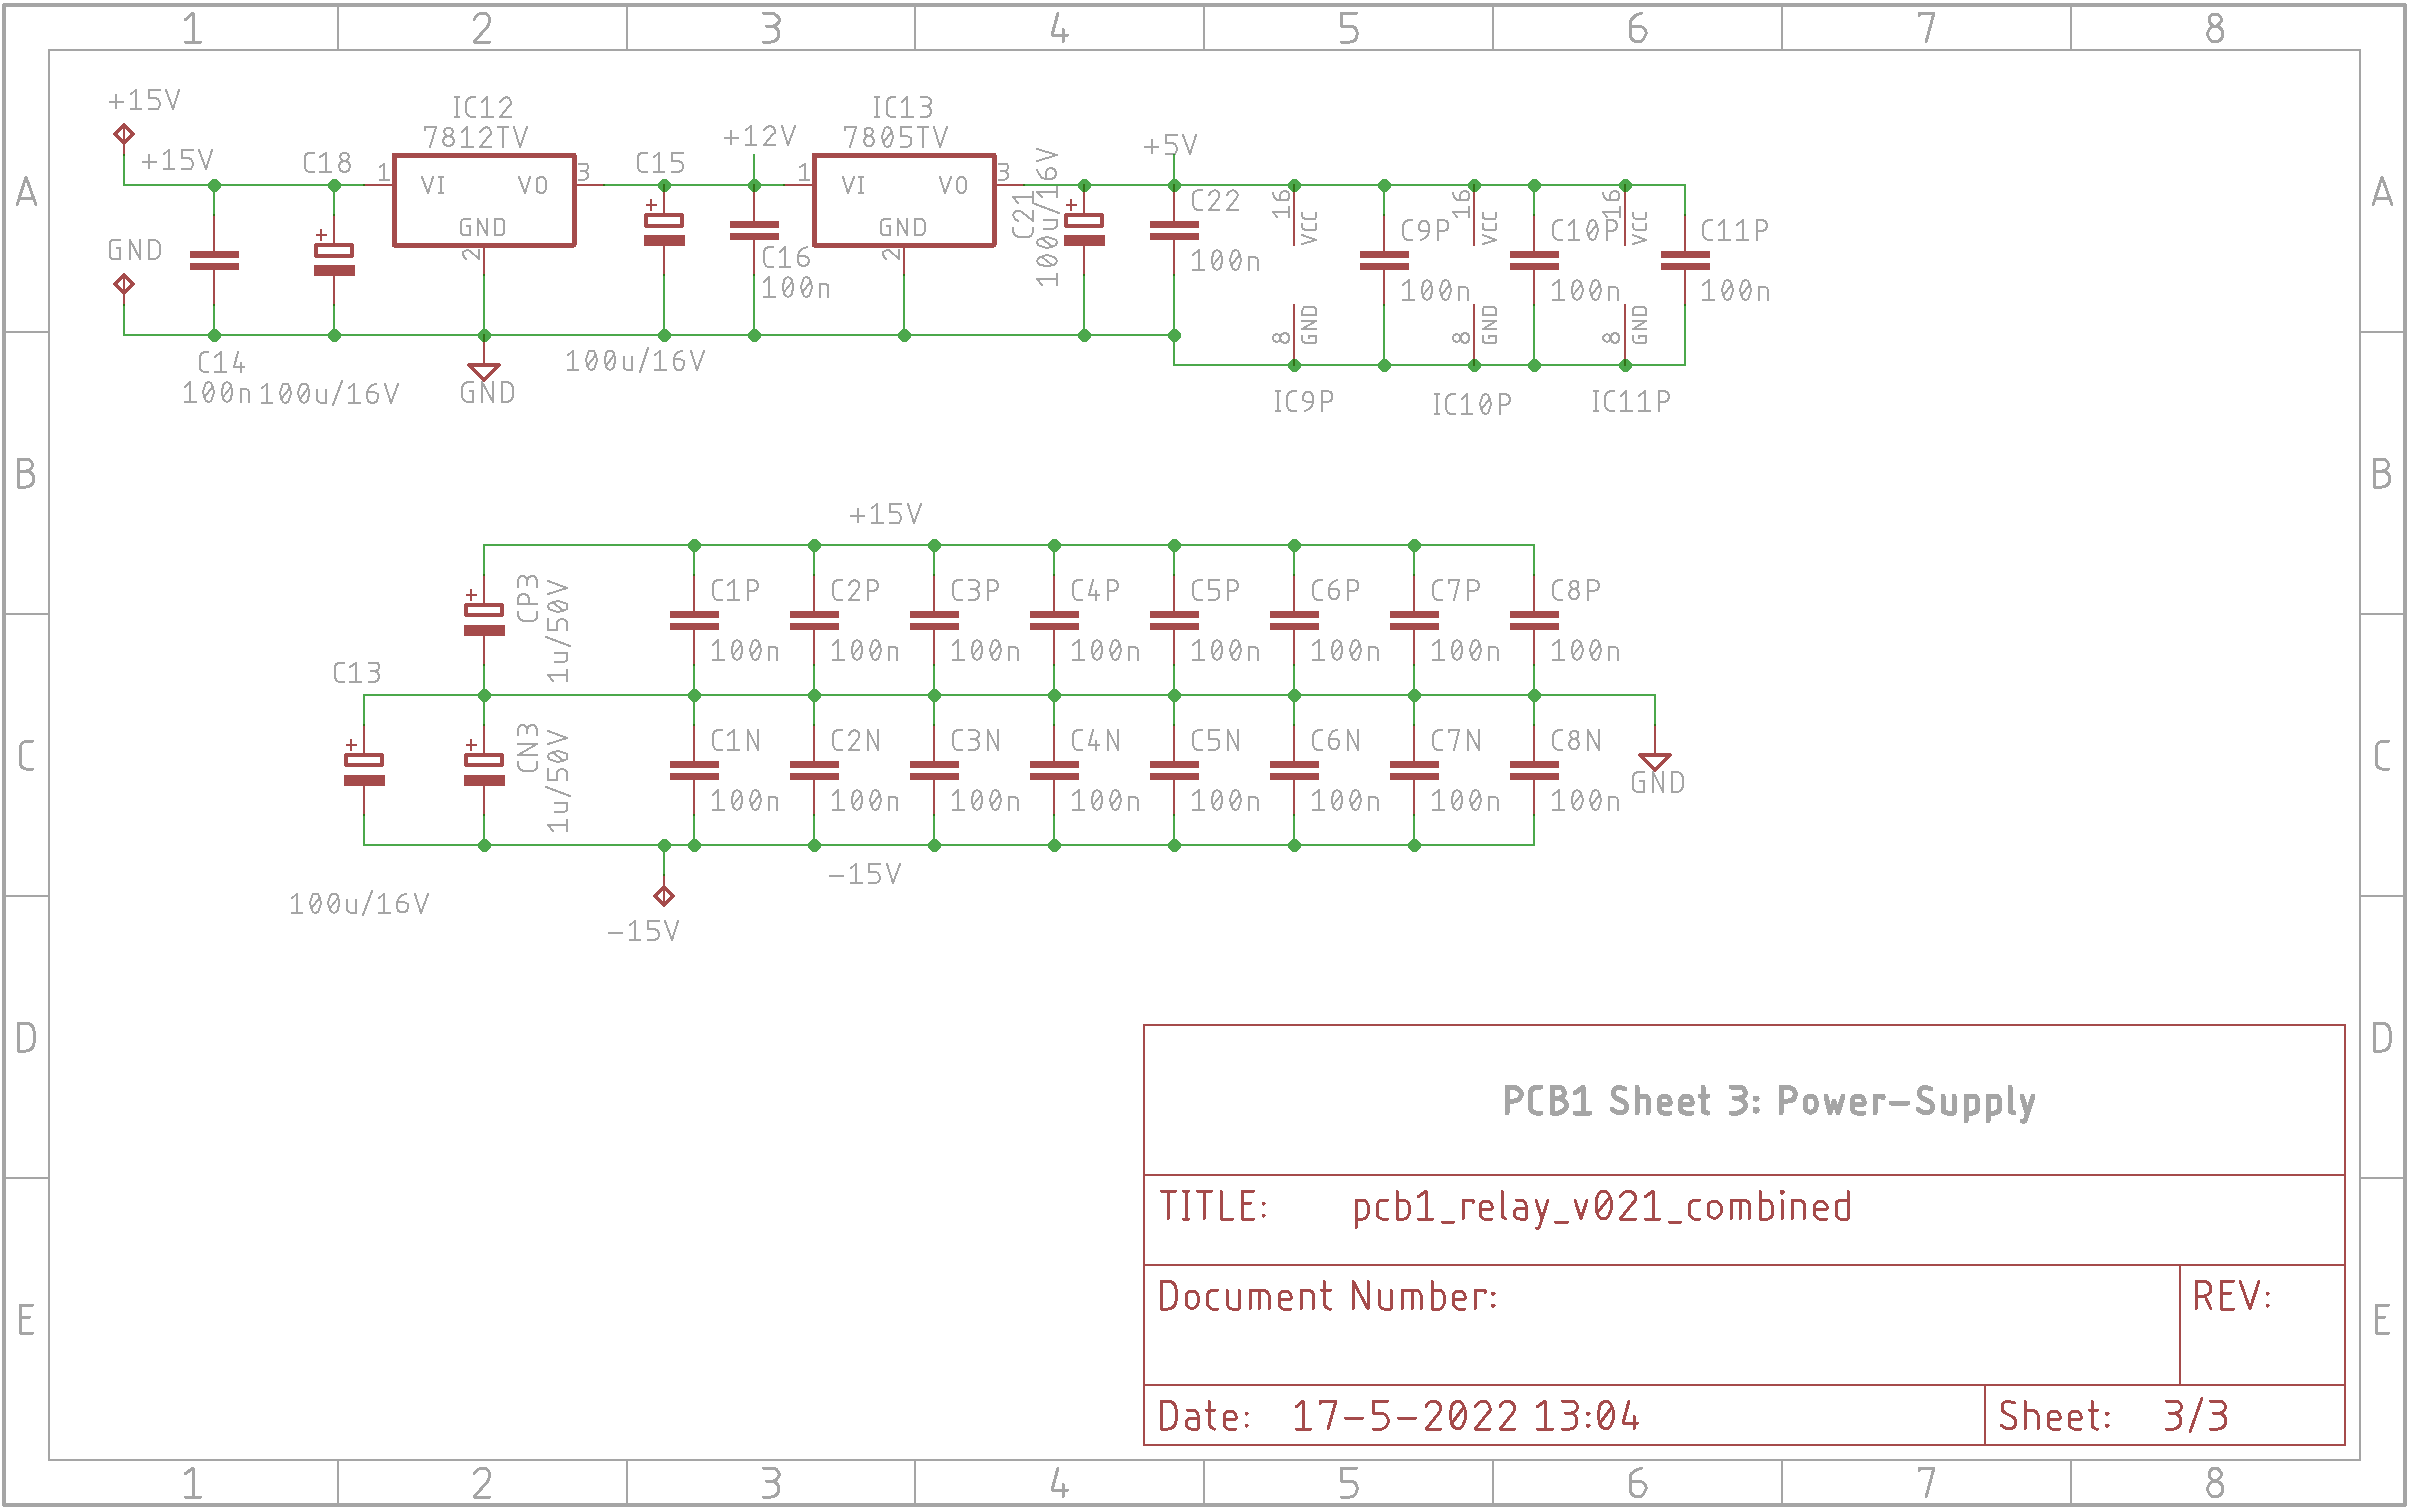 1 2 3 4 5 6 7 8
A
B
C
D
E
A
B
C
D
E
+15V
+15V
GND
C14
100n
C18
100u/16V
IC12
7812TV
1
VI
VO
3
GND
2
GND
C15
100u/16V
+12V
C16
100n
IC13
7805TV
1
VI
VO
3
GND
2
C21
100u/16V
+5V
C22
100n
16
VCC
8
GND
IC9P
C9P
100n
16
VCC
8
GND
IC10P
C10P
100n
16
VCC
8
GND
IC11P
C11P
100n
+15V
CP3
1u/50V
C1P
100n
C2P
100n
C3P
100n
C4P
100n
C5P
100n
C6P
100n
C7P
100n
C8P
100n
C13
100u/16V
CN3
1u/50V
C1N
100n
C2N
100n
C3N
100n
C4N
100n
C5N
100n
C6N
100n
C7N
100n
C8N
100n
GND
-15V
-15V
PCB1 Sheet 3: Power-Supply
TITLE: pcb1_relay_v021_combined
Document Number:
REV:
Date: 17-5-2022 13:04
Sheet: 3/3
1 2 3 4 5 6 7 8